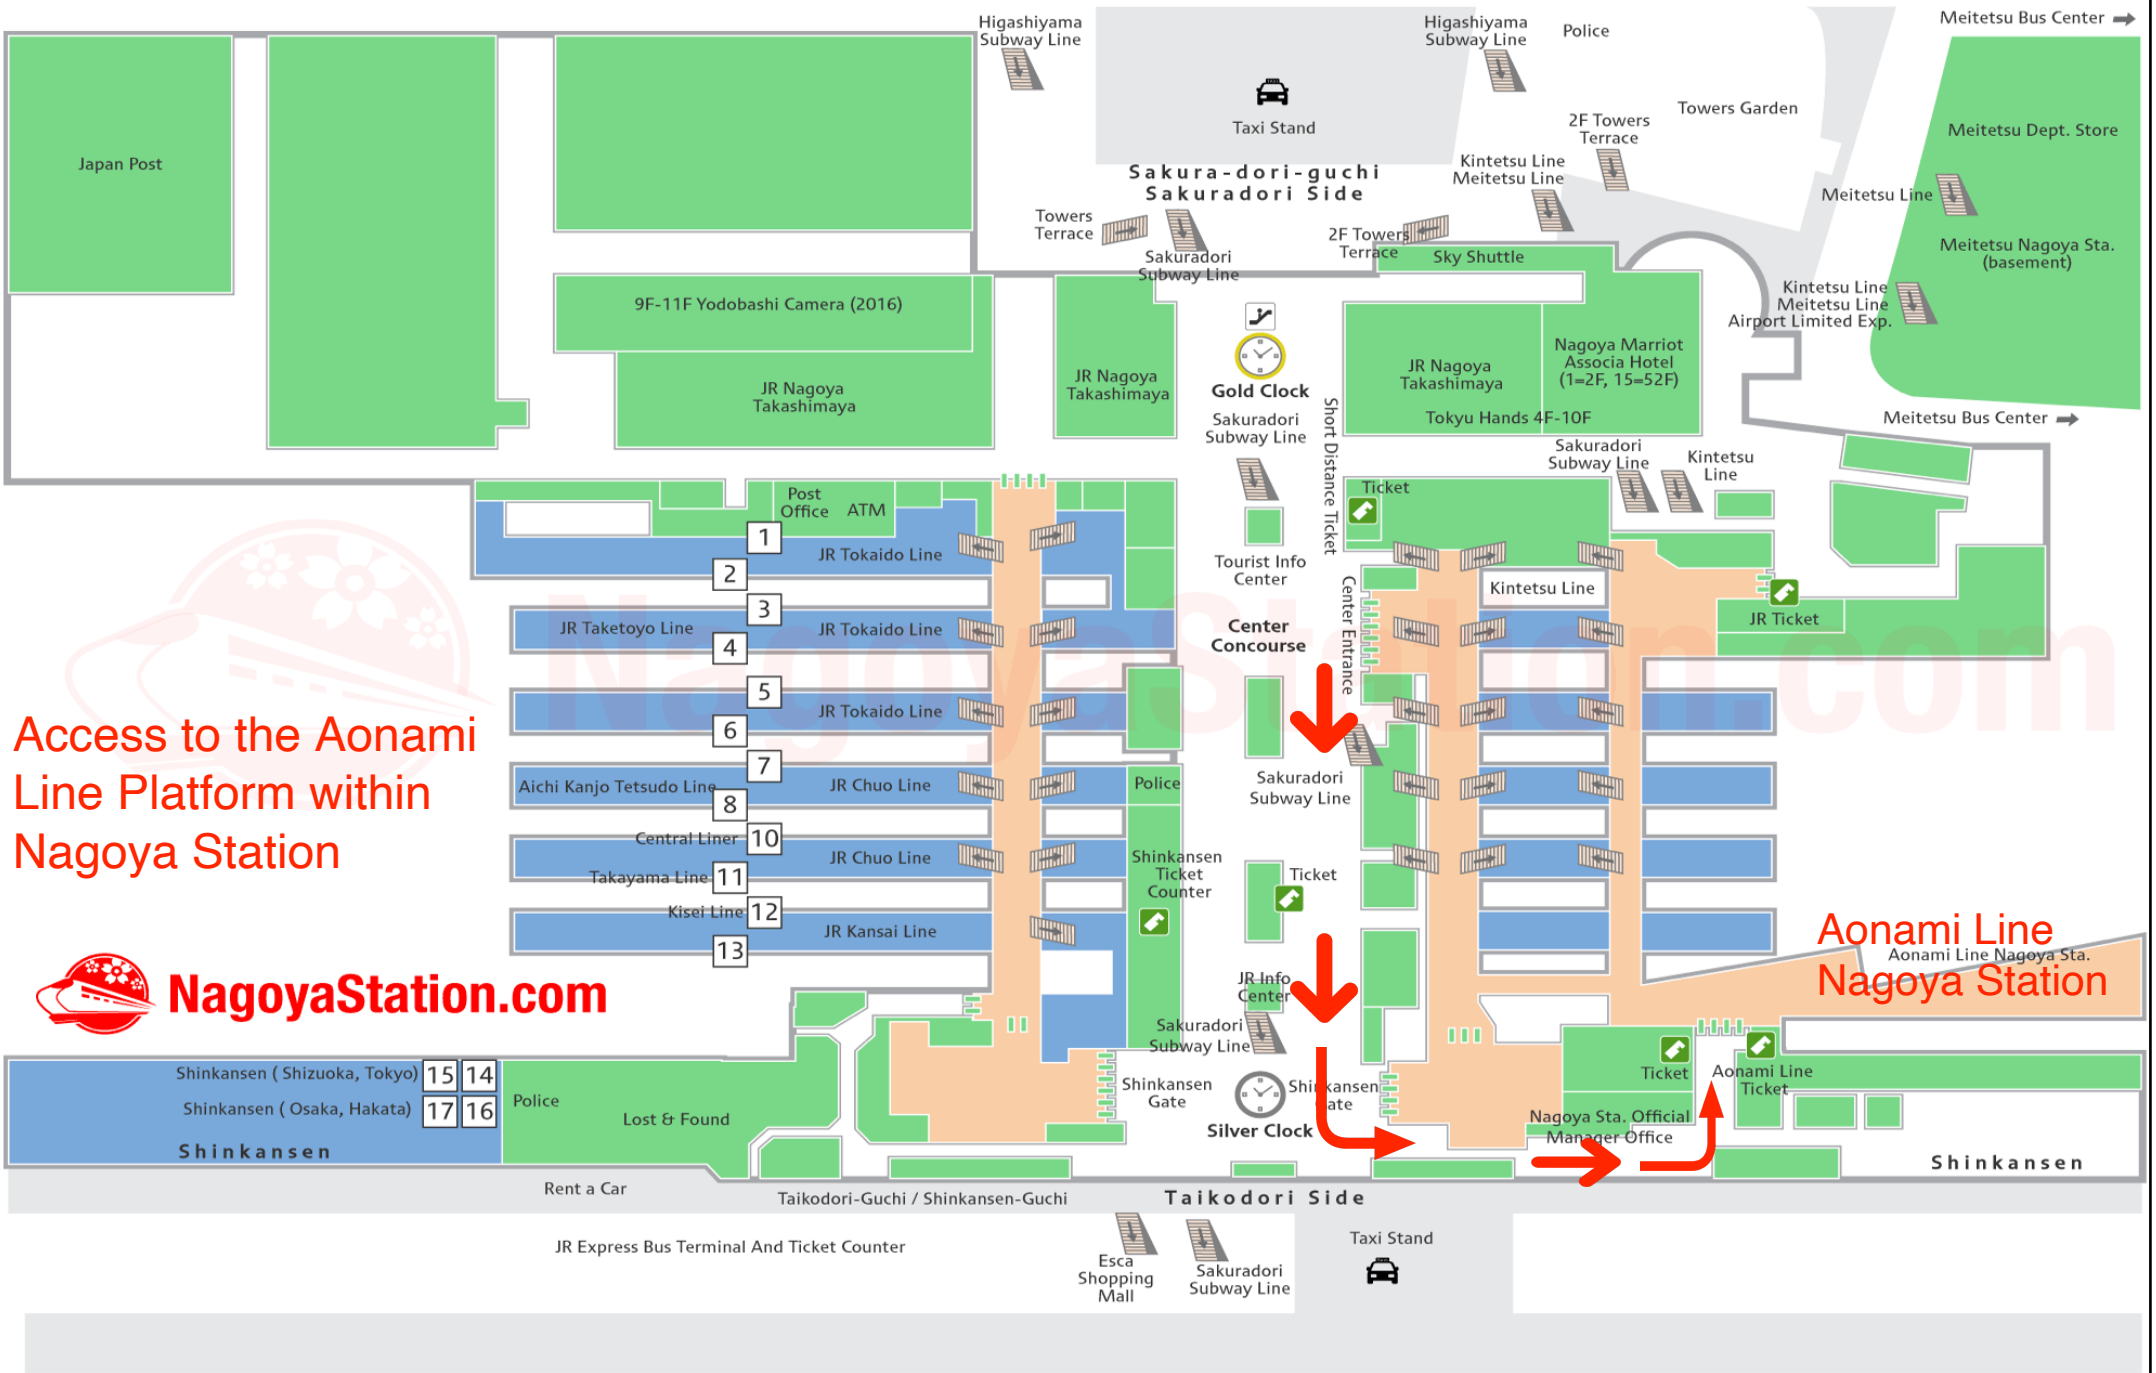 Higashiyama
Subway Line
Higashiyama
Subway Line
Police
Meitetsu Bus Center
Taxi Stand
Towers Garden
2F Towers
Terrace
Meitetsu Dept. Store
Japan Post
Sakura-dori-guchi
Sakuradori Side
Kintetsu Line
Meitetsu Line
Meitetsu Line
Towers
Terrace
2F Towers
Terrace
Sakuradori
Subway Line
Sky Shuttle
Meitetsu Nagoya Sta.
(basement)
Kintetsu Line
Meitetsu Line
Airport Limited Exp.
9F-11F Yodobashi Camera (2016)
JR Nagoya
Takashimaya
JR Nagoya
Takashimaya
Gold Clock
JR Nagoya
Takashimaya
Nagoya Marriot
Associa Hotel
(1=2F, 15=52F)
Tokyu Hands 4F-10F
Meitetsu Bus Center
Sakuradori
Subway Line
Short Distance Ticket
Sakuradori
Subway Line
Kintetsu
Line
Post
Office
ATM
Ticket
1
JR Tokaido Line
2
Tourist Info
Center
Center Entrance
Kintetsu Line
3
JR Taketoyo Line
JR Tokaido Line
4
Center
Concourse
JR Ticket
NagoyaStation.com
5
JR Tokaido Line
6
Access to the Aonami
Line Platform within
Nagoya Station
7
Aichi Kanjo Tetsudo Line
JR Chuo Line
8
Police
Sakuradori
Subway Line
Central Liner
10
JR Chuo Line
Takayama Line
11
Shinkansen
Ticket
Counter
Ticket
Kisei Line
12
JR Kansai Line
13
Aonami Line
Aonami Line Nagoya Sta.
Nagoya Station
NagoyaStation.com
JR Info
Center
Sakuradori
Subway Line
Shinkansen ( Shizuoka, Tokyo)
15
14
Shinkansen ( Osaka, Hakata)
17
16
Shinkansen
Police
Lost & Found
Shinkansen
Gate
Shinkansen
Gate
Silver Clock
Ticket
Aonami Line
Ticket
Nagoya Sta. Official
Manager Office
Shinkansen
Rent a Car
Taikodori-Guchi / Shinkansen-Guchi
Taikodori Side
JR Express Bus Terminal And Ticket Counter
Esca
Shopping
Mall
Sakuradori
Subway Line
Taxi Stand